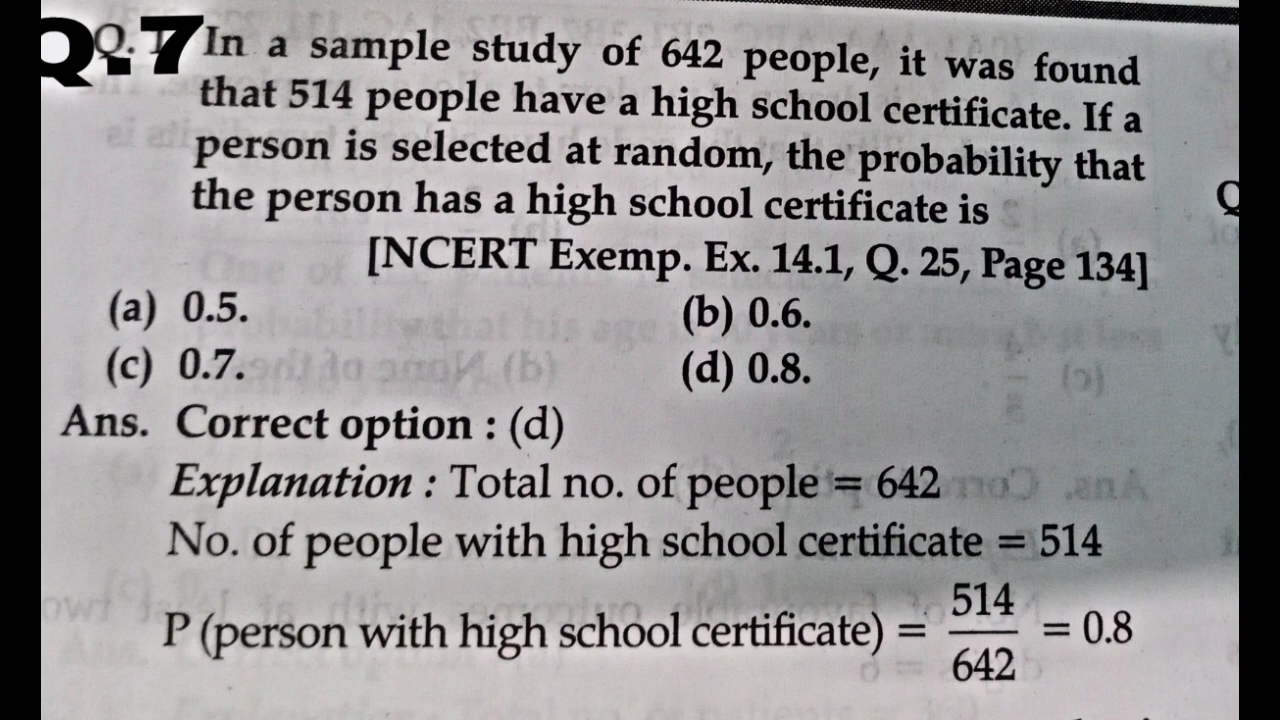 Q.7 In a sample study of 642 people, it was found
that 514 people have a high school certificate. If a
person is selected at random, the probability that
the person has a high school certificate is
[NCERT Exemp. Ex. 14.1, Q. 25, Page 134]
(a) 0.5. (b) 0.6.
(c) 0.7. (d) 0.8.
Ans. Correct option : (d)
Explanation : Total no. of people = 642
No. of people with high school certificate = 514
P (person with high school certificate) = 514/642 = 0.8